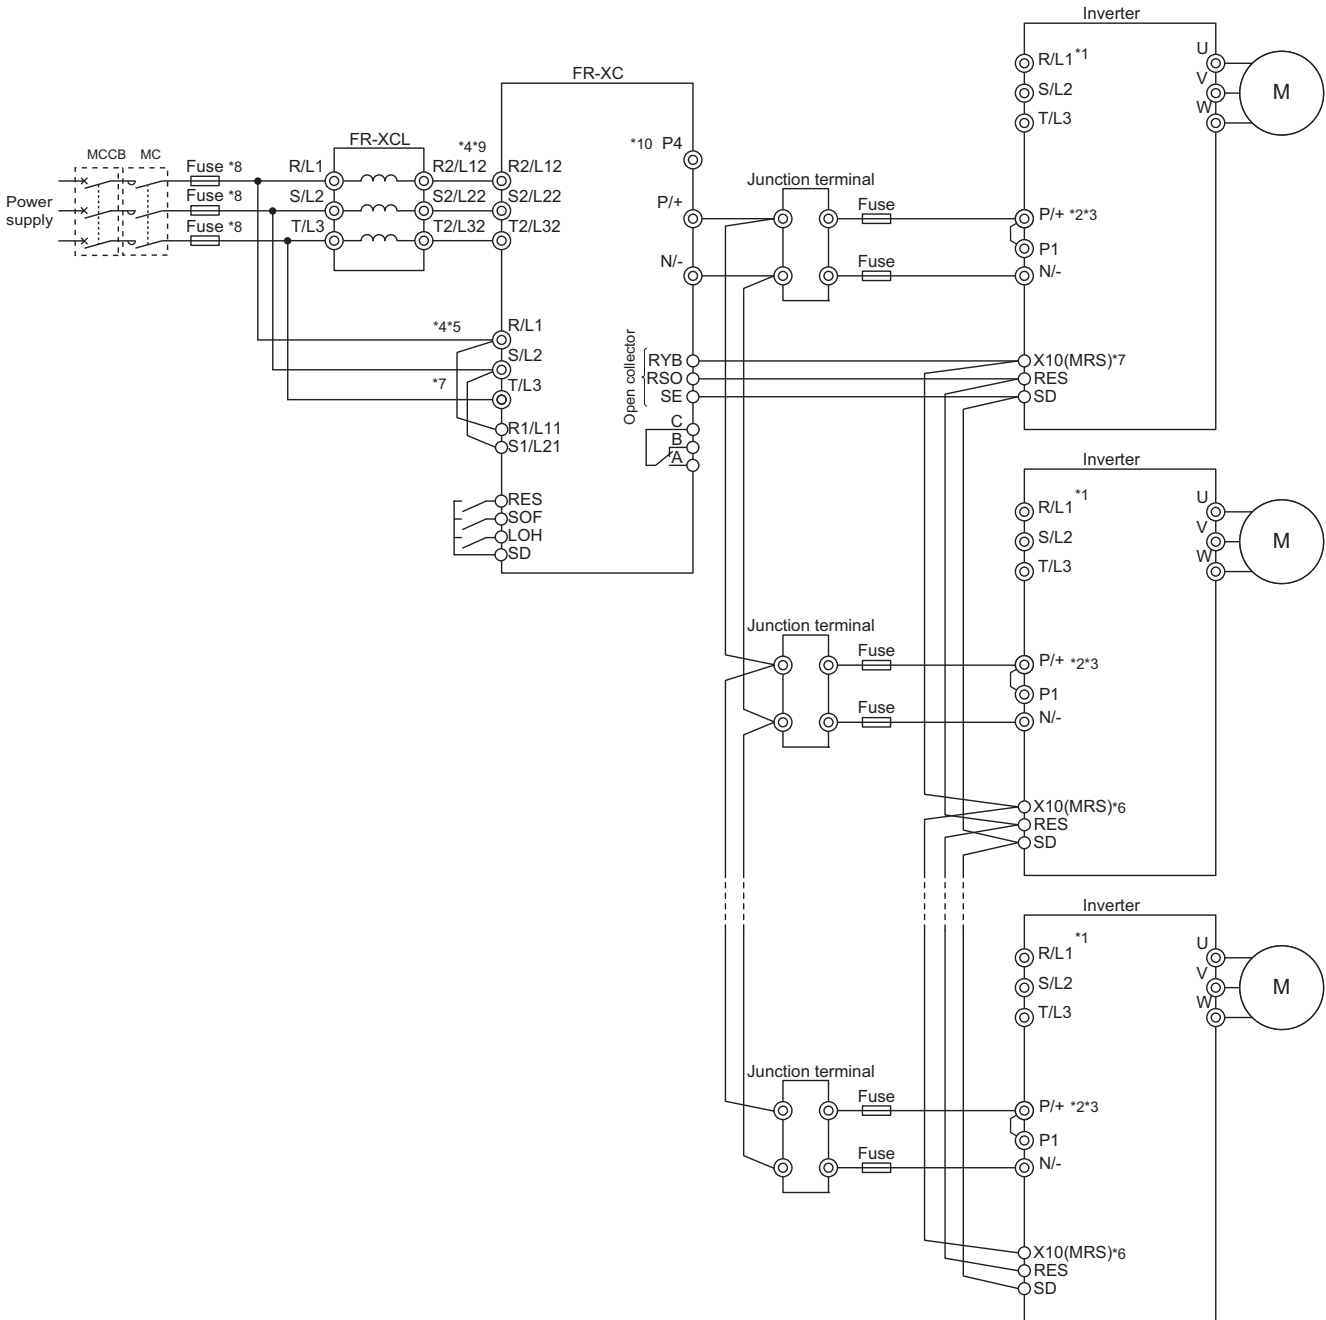 Inverter
R/L1 *1
S/L2
T/L3
U
V
W
M
FR-XC
*10 P4
P/+
N/-
MCCB MC
Power
supply
Fuse *8
Fuse *8
Fuse *8
FR-XCL
R/L1
S/L2
T/L3
*4*9
R2/L12
S2/L22
T2/L32
R2/L12
S2/L22
T2/L32
Junction terminal
Fuse
Fuse
P/+ *2*3
P1
N/-
*4*5
*7
R/L1
S/L2
T/L3
R1/L11
S1/L21
RES
SOF
LOH
SD
Open collector
RYB
RSO
SE
C
B
A
X10(MRS)*7
RES
SD
Inverter
R/L1 *1
S/L2
T/L3
U
V
W
M
Junction terminal
Fuse
Fuse
P/+ *2*3
P1
N/-
X10(MRS)*6
RES
SD
Inverter
R/L1 *1
S/L2
T/L3
U
V
W
M
Junction terminal
Fuse
Fuse
P/+ *2*3
P1
N/-
X10(MRS)*6
RES
SD